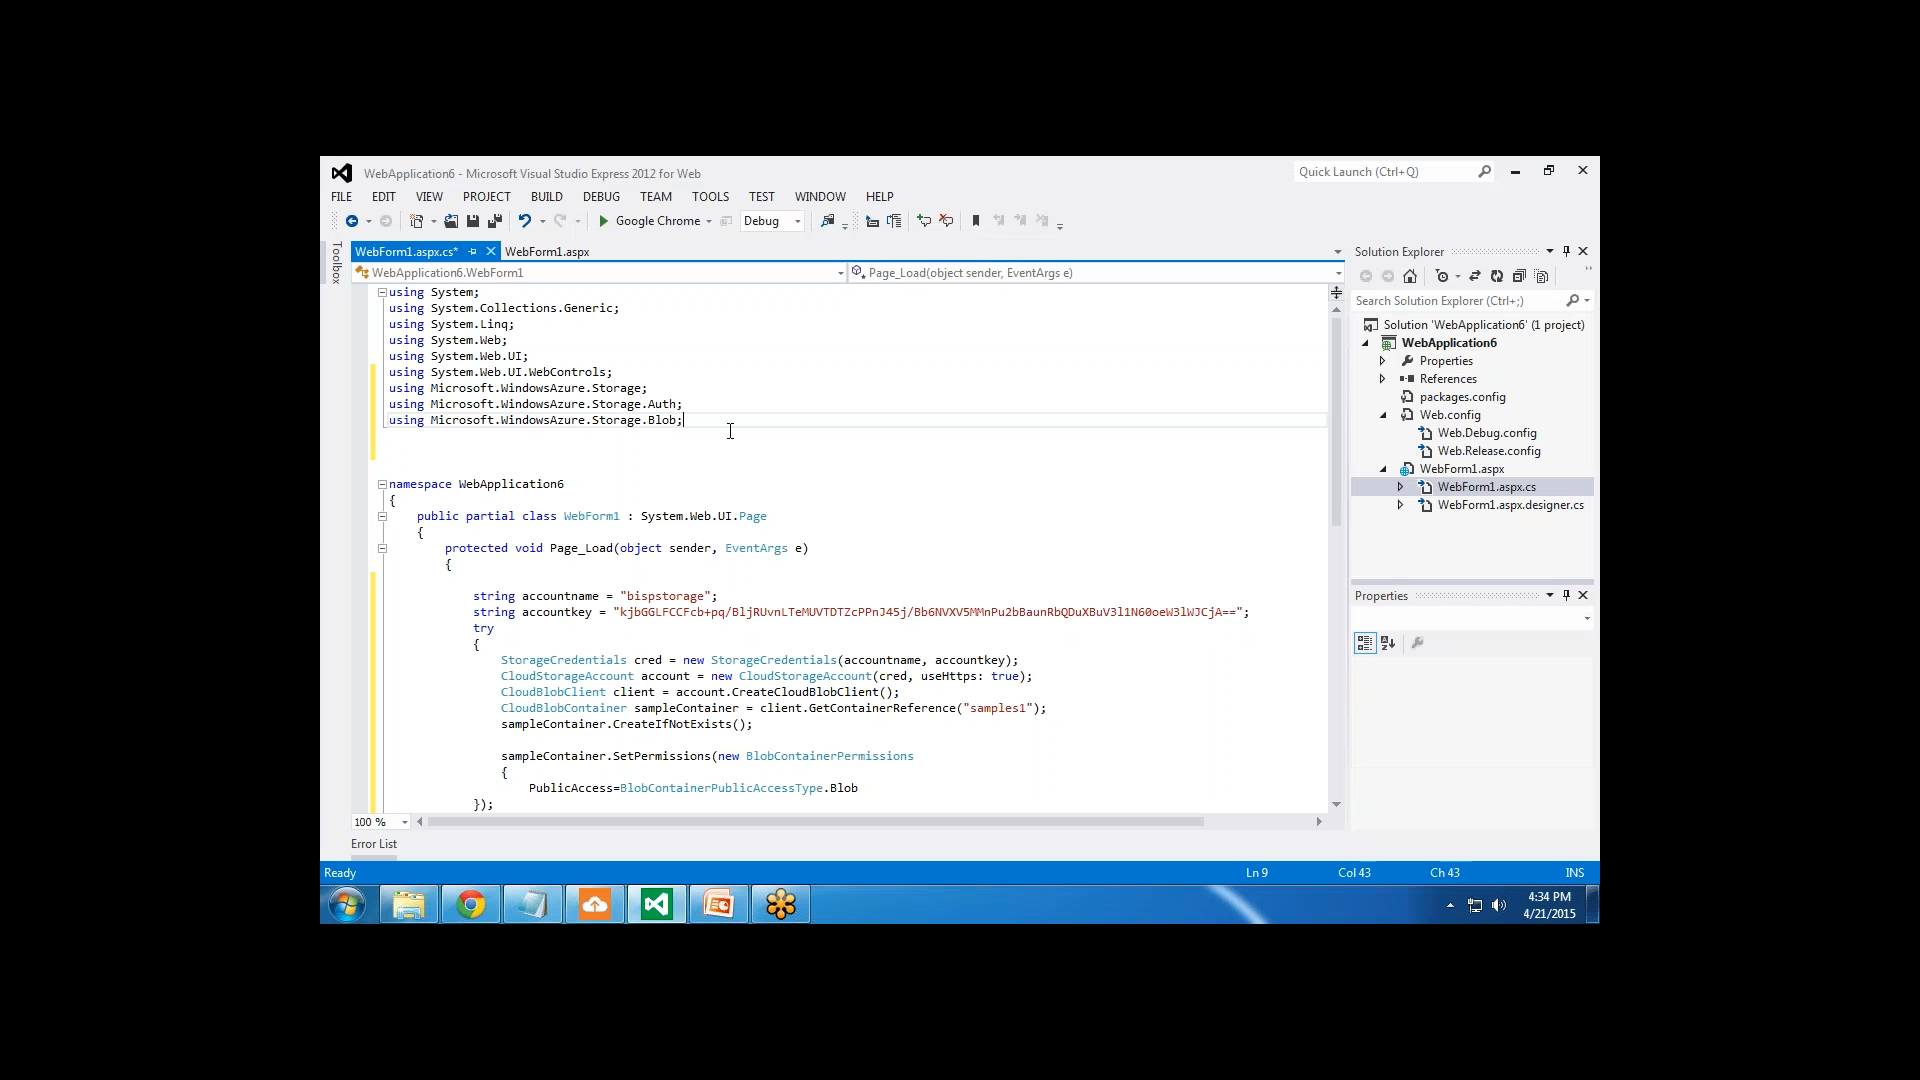 WebApplication6 - Microsoft Visual Studio Express 2012 for Web
Quick Launch (Ctrl+Q)
FILE EDIT VIEW PROJECT BUILD DEBUG TEAM TOOLS TEST WINDOW HELP
Google Chrome
Debug
Toolbox
WebForm1.aspx.cs*
WebForm1.aspx
WebApplication6.WebForm1
Page_Load(object sender, EventArgs e)
using System;
using System.Collections.Generic;
using System.Linq;
using System.Web;
using System.Web.UI;
using System.Web.UI.WebControls;
using Microsoft.WindowsAzure.Storage;
using Microsoft.WindowsAzure.Storage.Auth;
using Microsoft.WindowsAzure.Storage.Blob;
namespace WebApplication6
{
public partial class WebForm1 : System.Web.UI.Page
{
protected void Page_Load(object sender, EventArgs e)
{
string accountname = "bispstorage";
string accountkey = "kjbGGLFCCFcb+pq/BljRUvnLTeMUVTDTZcPPnJ45j/Bb6NVXV5MMnPu2bBaunRbQDuXBuV3l1N60oeW3lWJCjA==";
try
{
StorageCredentials cred = new StorageCredentials(accountname, accountkey);
CloudStorageAccount account = new CloudStorageAccount(cred, useHttps: true);
CloudBlobClient client = account.CreateCloudBlobClient();
CloudBlobContainer sampleContainer = client.GetContainerReference("samples1");
sampleContainer.CreateIfNotExists();
sampleContainer.SetPermissions(new BlobContainerPermissions
{
PublicAccess=BlobContainerPublicAccessType.Blob
});
100 %
Error List
Solution Explorer
Search Solution Explorer (Ctrl+;)
Solution 'WebApplication6' (1 project)
WebApplication6
Properties
References
packages.config
Web.config
Web.Debug.config
Web.Release.config
WebForm1.aspx
WebForm1.aspx.cs
WebForm1.aspx.designer.cs
Properties
Ready
Ln 9
Col 43
Ch 43
INS
4:34 PM
4/21/2015